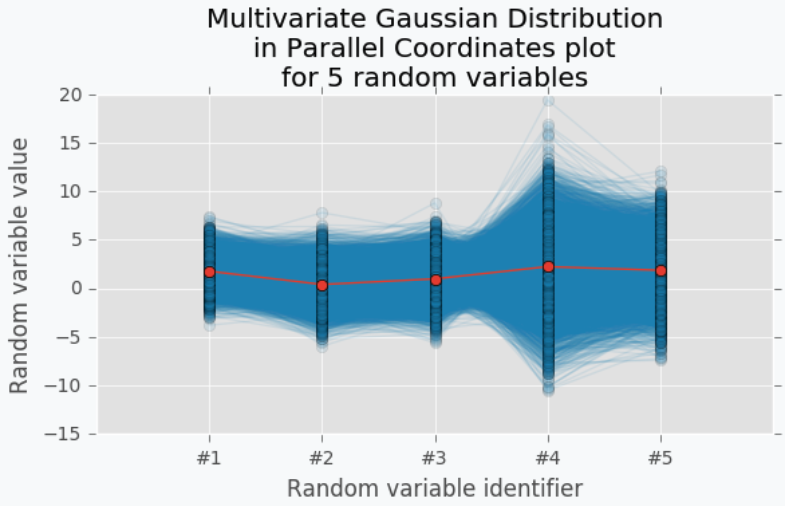 Multivariate Gaussian Distribution
in Parallel Coordinates plot
for 5 random variables
Random variable value
20
15
10
5
0
−5
−10
−15
#1 #2 #3 #4 #5
Random variable identifier